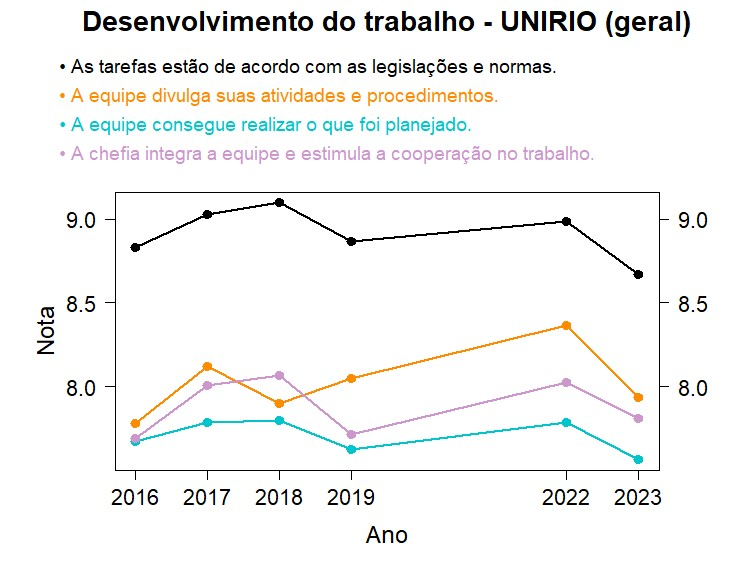 Desenvolvimento do trabalho - UNIRIO (geral)
• As tarefas estão de acordo com as legislações e normas.
• A equipe divulga suas atividades e procedimentos.
• A equipe consegue realizar o que foi planejado.
• A chefia integra a equipe e estimula a cooperação no trabalho.
9.0 9.0
8.5 8.5
Nota
8.0 8.0
2016 2017 2018 2019 2022 2023
Ano